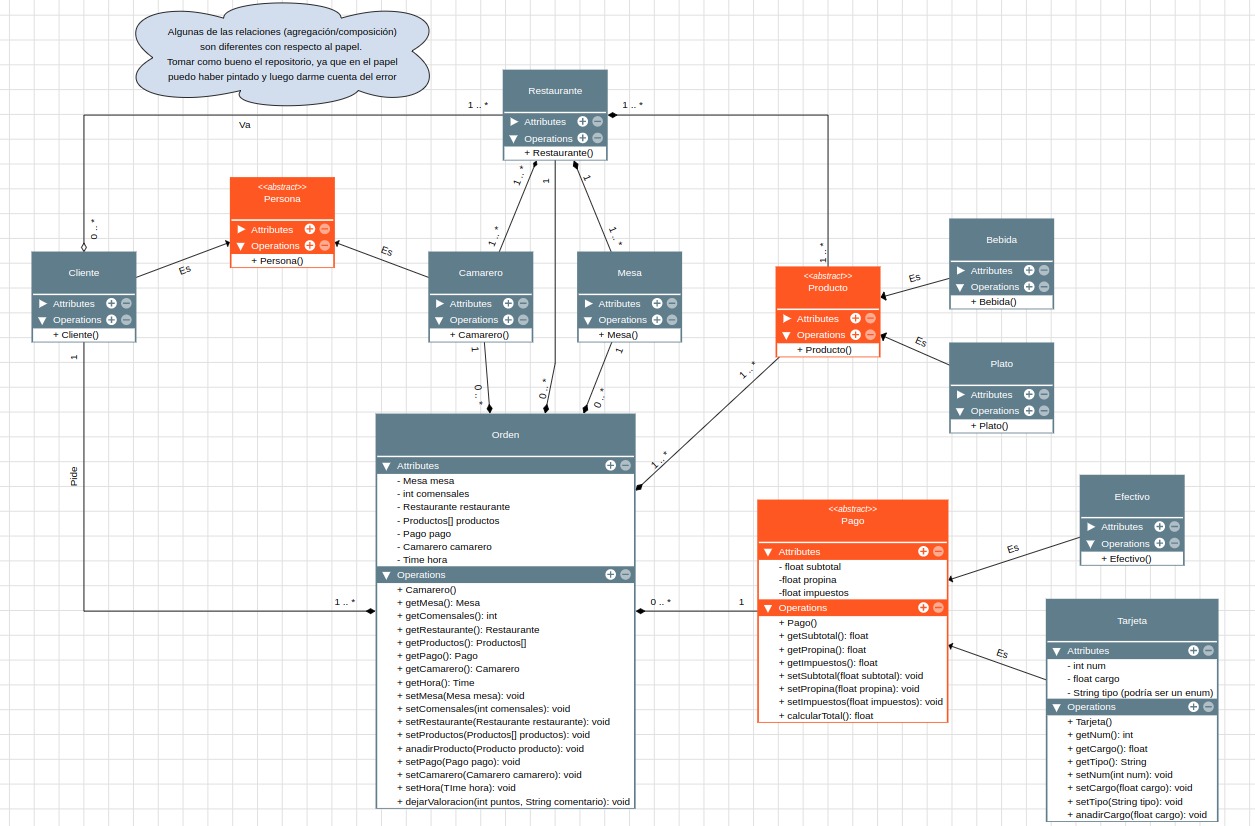 Algunas de las relaciones (agregación/composición)
son diferentes con respecto al papel.
Tomar como bueno el repositorio, ya que en el papel
puedo haber pintado y luego darme cuenta del error
Restaurante
Attributes
Operations
+ Restaurante()
1 .. *
1 .. *
Va
<<abstract>>
Persona
Attributes
Operations
+ Persona()
1 .. *
1
1
0 .. *
Es
Es
1 .. *
1 .. *
1 .. *
Cliente
Attributes
Operations
+ Cliente()
Camarero
Attributes
Operations
+ Camarero()
Mesa
Attributes
Operations
+ Mesa()
<<abstract>>
Producto
Attributes
Operations
+ Producto()
Bebida
Attributes
Operations
+ Bebida()
Es
Es
Plato
Attributes
Operations
+ Plato()
1
1
1
0 .. *
0 .. *
0 .. *
1 .. *
1 .. *
Pide
1 .. *
Orden
Attributes
- Mesa mesa
- int comensales
- Restaurante restaurante
- Productos[] productos
- Pago pago
- Camarero camarero
- Time hora
Operations
+ Camarero()
+ getMesa(): Mesa
+ getComensales(): int
+ getRestaurante(): Restaurante
+ getProductos(): Productos[]
+ getPago(): Pago
+ getCamarero(): Camarero
+ getHora(): Time
+ setMesa(Mesa mesa): void
+ setComensales(int comensales): void
+ setRestaurante(Restaurante restaurante): void
+ setProductos(Productos[] productos): void
+ anadirProducto(Producto producto): void
+ setPago(Pago pago): void
+ setCamarero(Camarero camarero): void
+ setHora(TIme hora): void
+ dejarValoracion(int puntos, String comentario): void
0 .. *
1
<<abstract>>
Pago
Attributes
- float subtotal
-float propina
-float impuestos
Operations
+ Pago()
+ getSubtotal(): float
+ getPropina(): float
+ getImpuestos(): float
+ setSubtotal(float subtotal): void
+ setPropina(float propina): void
+ setImpuestos(float impuestos): void
+ calcularTotal(): float
Es
Es
Efectivo
Attributes
Operations
+ Efectivo()
Tarjeta
Attributes
- int num
- float cargo
- String tipo (podría ser un enum)
Operations
+ Tarjeta()
+ getNum(): int
+ getCargo(): float
+ getTipo(): String
+ setNum(int num): void
+ setCargo(float cargo): void
+ setTipo(String tipo): void
+ anadirCargo(float cargo): void